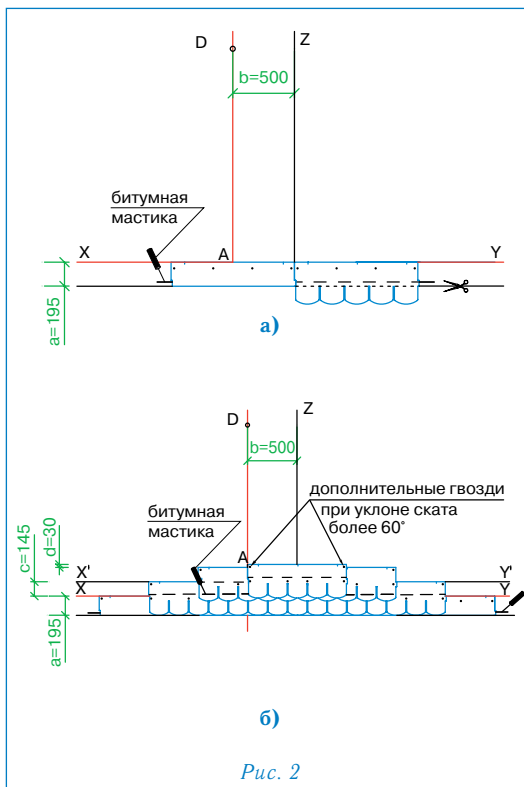 D
Z
b=500
битумная
мастика
X
A
Y
a=195
а)
D
Z
b=500
дополнительные гвозди
при уклоне ската
более 60°
битумная
мастика
A
d=30
c=145
X'
Y'
X
Y
a=195
б)
Рис. 2